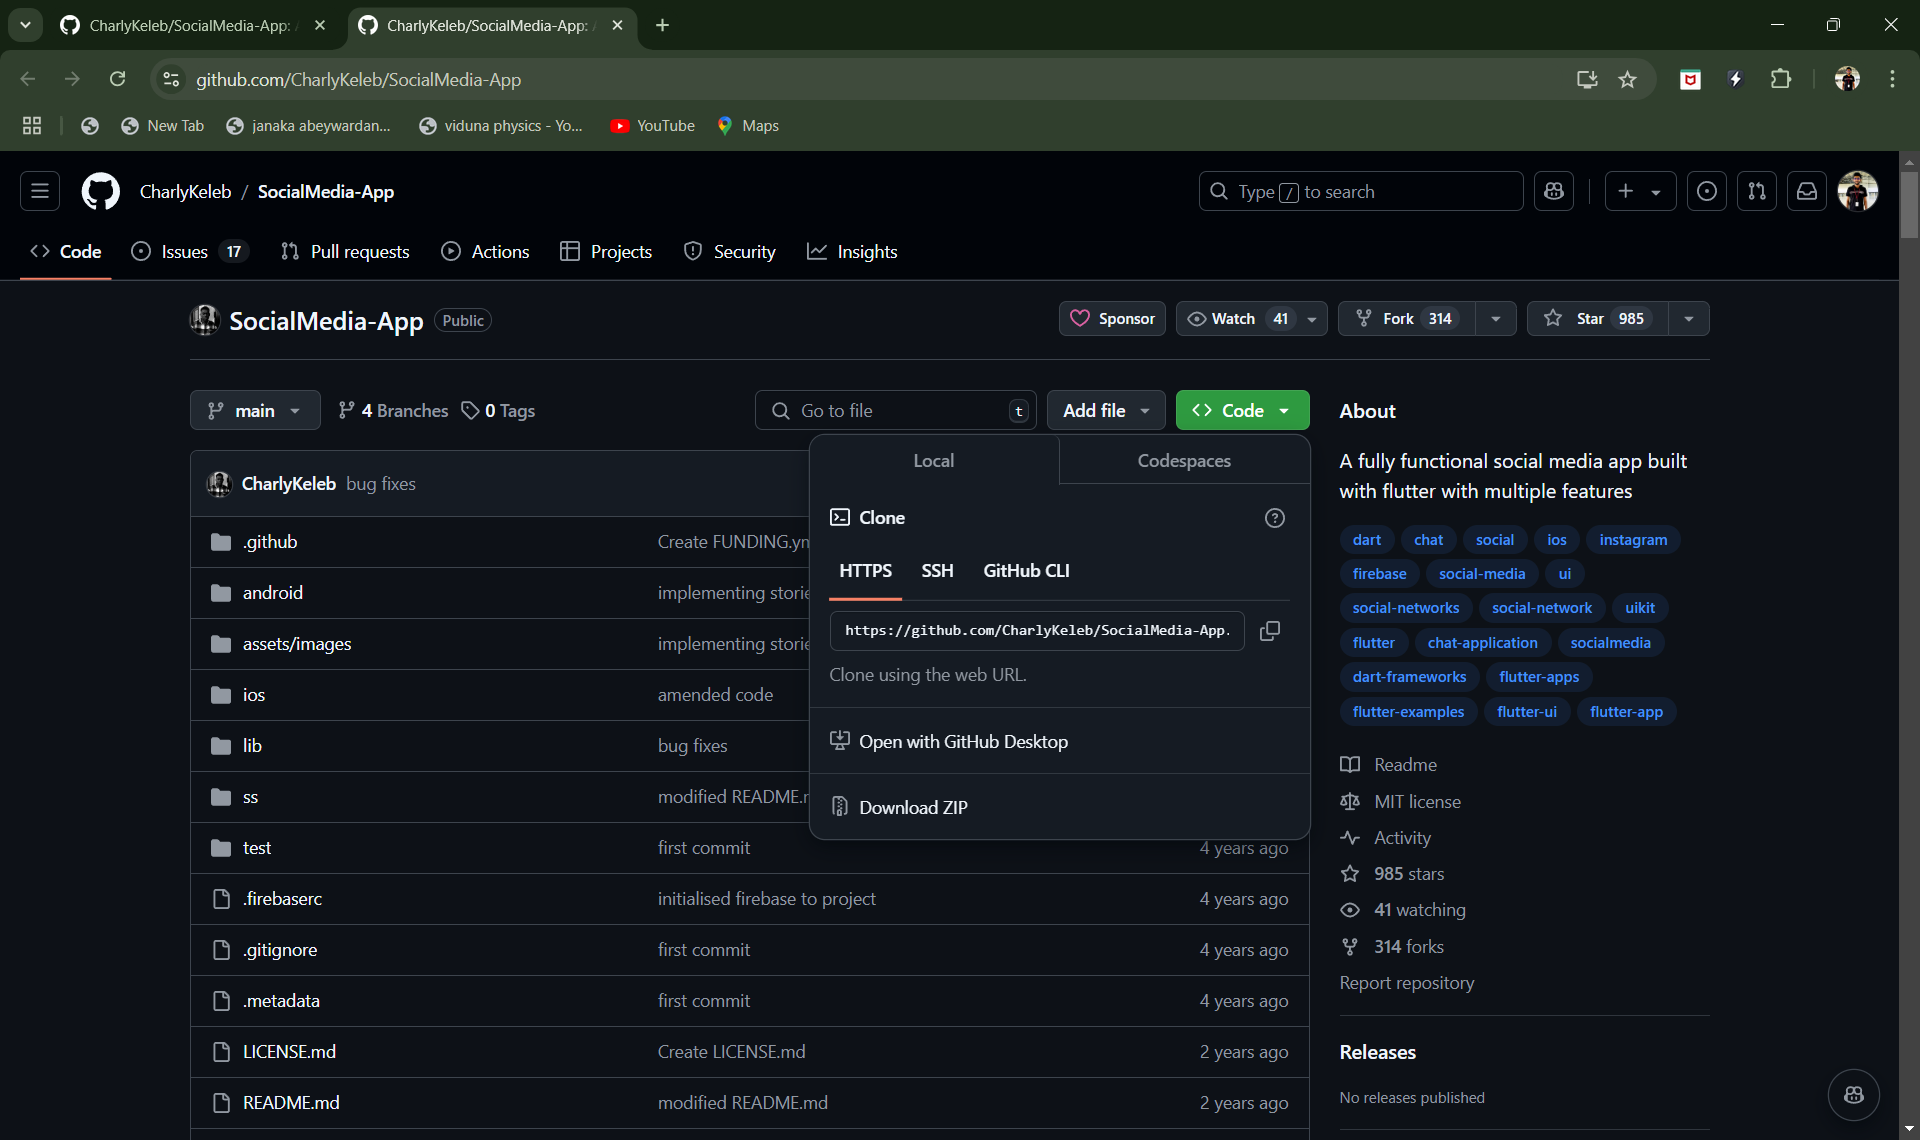 CharlyKeleb/SocialMedia-App:
CharlyKeleb/SocialMedia-App:
github.com/CharlyKeleb/SocialMedia-App
New Tab
janaka abeywardan...
viduna physics - Yo...
YouTube
Maps
CharlyKeleb / SocialMedia-App
Type / to search
Code
Issues 17
Pull requests
Actions
Projects
Security
Insights
SocialMedia-App Public
Sponsor
Watch 41
Fork 314
Star 985
main
4 Branches
0 Tags
Go to file t
Add file
Code
Local
Codespaces
Clone
HTTPS
SSH
GitHub CLI
https://github.com/CharlyKeleb/SocialMedia-App.
Clone using the web URL.
Open with GitHub Desktop
Download ZIP
CharlyKeleb bug fixes
.github Create FUNDING.ym
android implementing storie
assets/images implementing storie
ios amended code
lib bug fixes
ss modified README.r
test first commit 4 years ago
.firebaserc initialised firebase to project 4 years ago
.gitignore first commit 4 years ago
.metadata first commit 4 years ago
LICENSE.md Create LICENSE.md 2 years ago
README.md modified README.md 2 years ago
About
A fully functional social media app built
with flutter with multiple features
dart chat social ios instagram
firebase social-media ui
social-networks social-network uikit
flutter chat-application socialmedia
dart-frameworks flutter-apps
flutter-examples flutter-ui flutter-app
Readme
MIT license
Activity
985 stars
41 watching
314 forks
Report repository
Releases
No releases published